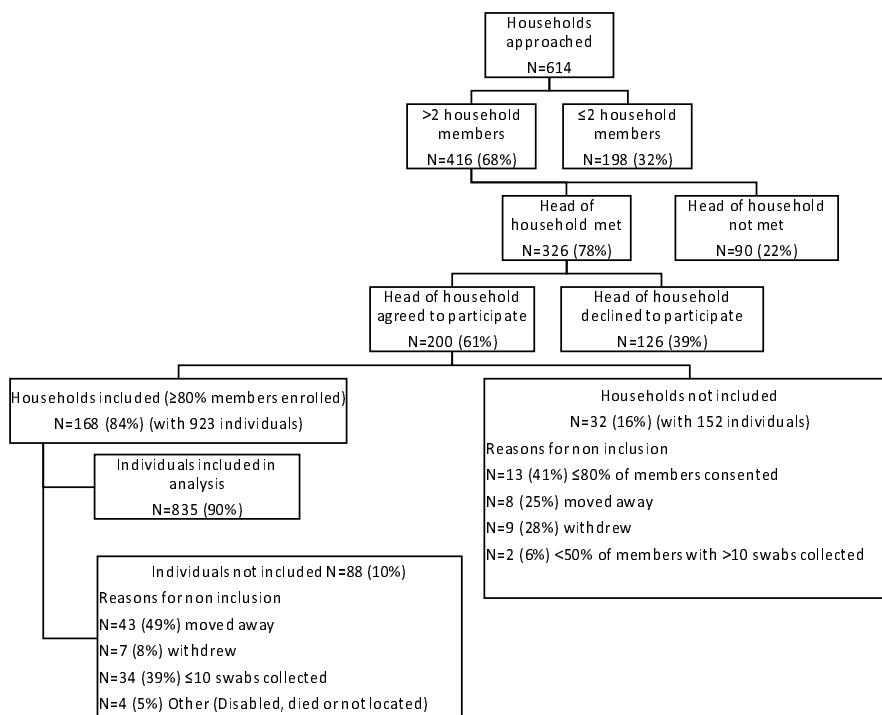 Households
approached
N=614
>2 household
members
N=416 (68%)
≤2 household
members
N=198 (32%)
Head of
household met
N=326 (78%)
Head of household
not met
N=90 (22%)
Head of household
agreed to participate
N=200 (61%)
Head of household
declined to participate
N=126 (39%)
Households included (≥80% members enrolled)
N=168 (84%) (with 923 individuals)
Households not included
N=32 (16%) (with 152 individuals)
Reasons for non inclusion
N=13 (41%) ≤80% of members consented
N=8 (25%) moved away
N=9 (28%) withdrew
N=2 (6%) <50% of members with >10 swabs collected
Individuals included in
analysis
N=835 (90%)
Individuals not included N=88 (10%)
Reasons for non inclusion
N=43 (49%) moved away
N=7 (8%) withdrew
N=34 (39%) ≤10 swabs collected
N=4 (5%) Other (Disabled, died or not located)